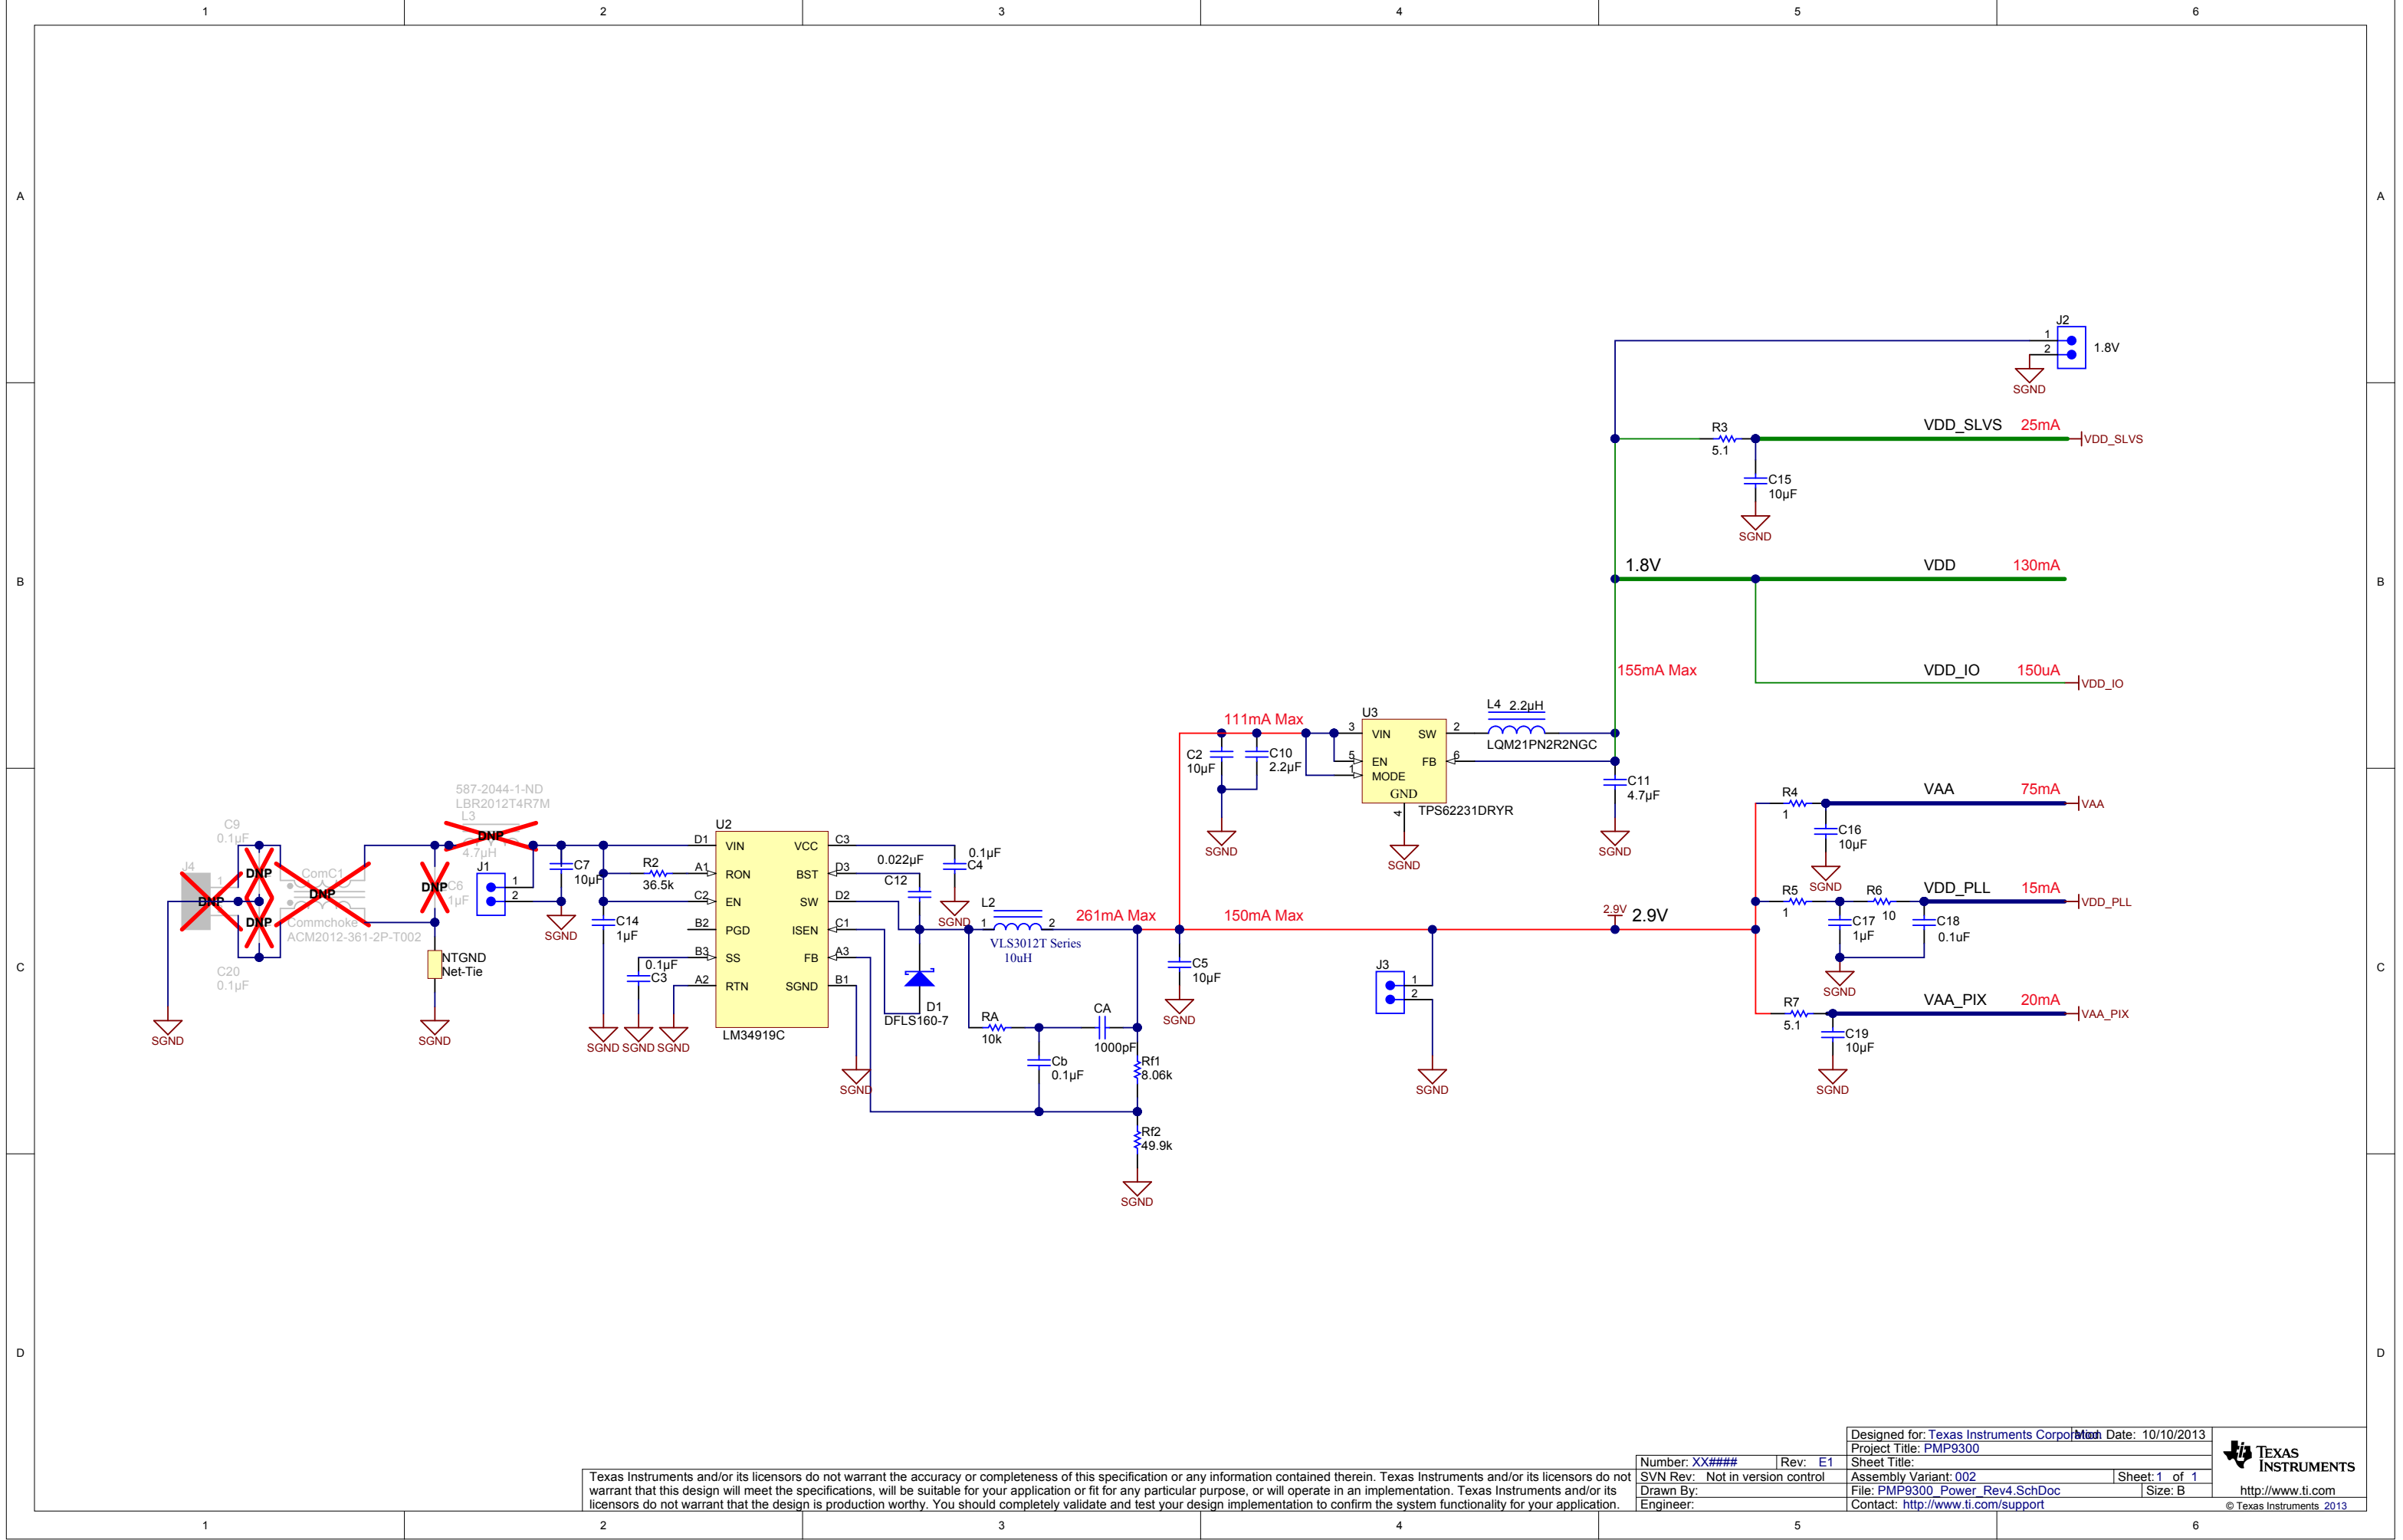 1 2 3 4 5 6
A A
J2
1
2
1.8V
SGND
R3
5.1
VDD_SLVS 25mA
VDD_SLVS
C15
10µF
SGND
B B
1.8V
VDD 130mA
155mA Max
VDD_IO 150uA
VDD_IO
U3
L4 2.2µH
111mA Max
3 VIN SW 2
LQM21PN2R2NGC
C2
10µF
C10
2.2µF
5 EN FB 6
1 MODE
GND
4
TPS62231DRYR
C11
4.7µF
SGND
SGND
SGND
587-2044-1-ND
LBR2012T4R7M
L3
DNP
4.7µH
R4
1
VAA 75mA
VAA
C16
10µF
SGND
C9
0.1µF
J4
1
DNP
DNP
DNP
ComC1
DNP
Commchoke
ACM2012-361-2P-T002
C20
0.1µF
SGND
DNP
C6
1µF
NTGND
Net-Tie
SGND
J1
1
2
C7
10µF
SGND
R2
36.5k
C14
1µF
U2
D1 VIN VCC C3
A1 RON BST D3
C2 EN SW D2
B2 PGD ISEN C1
B3 SS FB A3
A2 RTN SGND B1
LM34919C
0.1µF
C3
SGND SGND SGND
0.022µF
C12
0.1µF
C4
SGND
L2
1 2
VLS3012T Series
10uH
261mA Max
150mA Max
2.9V
2.9V
D1
DFLS160-7
RA
10k
CA
1000pF
Cb
0.1µF
Rf1
8.06k
Rf2
49.9k
SGND
SGND
C5
10µF
SGND
J3
1
2
SGND
R5
1
R6
10
VDD_PLL 15mA
VDD_PLL
C17
1µF
C18
0.1uF
SGND
R7
5.1
VAA_PIX 20mA
VAA_PIX
C19
10µF
SGND
C C
D D
Texas Instruments and/or its licensors do not warrant the accuracy or completeness of this specification or any information contained therein. Texas Instruments and/or its licensors do not
warrant that this design will meet the specifications, will be suitable for your application or fit for any particular purpose, or will operate in an implementation. Texas Instruments and/or its
licensors do not warrant that the design is production worthy. You should completely validate and test your design implementation to confirm the system functionality for your application.
Number: XX#### Rev: E1
SVN Rev: Not in version control
Drawn By:
Engineer:
Designed for: Texas Instruments Corporation Mod. Date: 10/10/2013
Project Title: PMP9300
Sheet Title:
Assembly Variant: 002 Sheet: 1 of 1
File: PMP9300_Power_Rev4.SchDoc Size: B
Contact: http://www.ti.com/support
TEXAS
INSTRUMENTS
http://www.ti.com
© Texas Instruments 2013
1 2 3 4 5 6